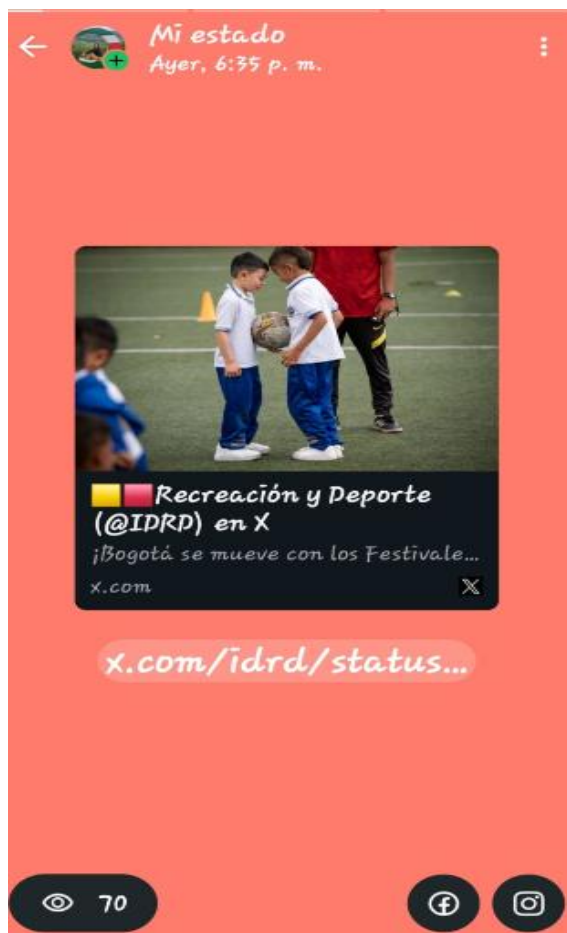 Mi estado
Ayer, 6:35 p. m.
🟨🟥Recreación y Deporte
(@IDRD) en X
¡Bogotá se mueve con los Festivale...
x.com
x.com/idrd/status...
70